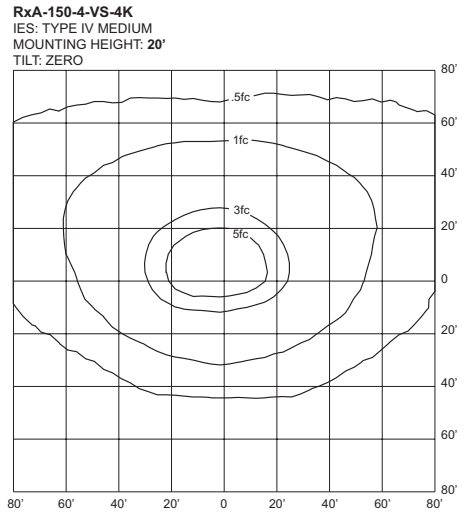 RxA-150-4-VS-4K
IES: TYPE IV MEDIUM
MOUNTING HEIGHT: 20'
TILT: ZERO
80'
.5fc
60'
1fc
40'
3fc
20'
5fc
0
20'
40'
60'
80'
80' 60' 40' 20' 0 20' 40' 60' 80'